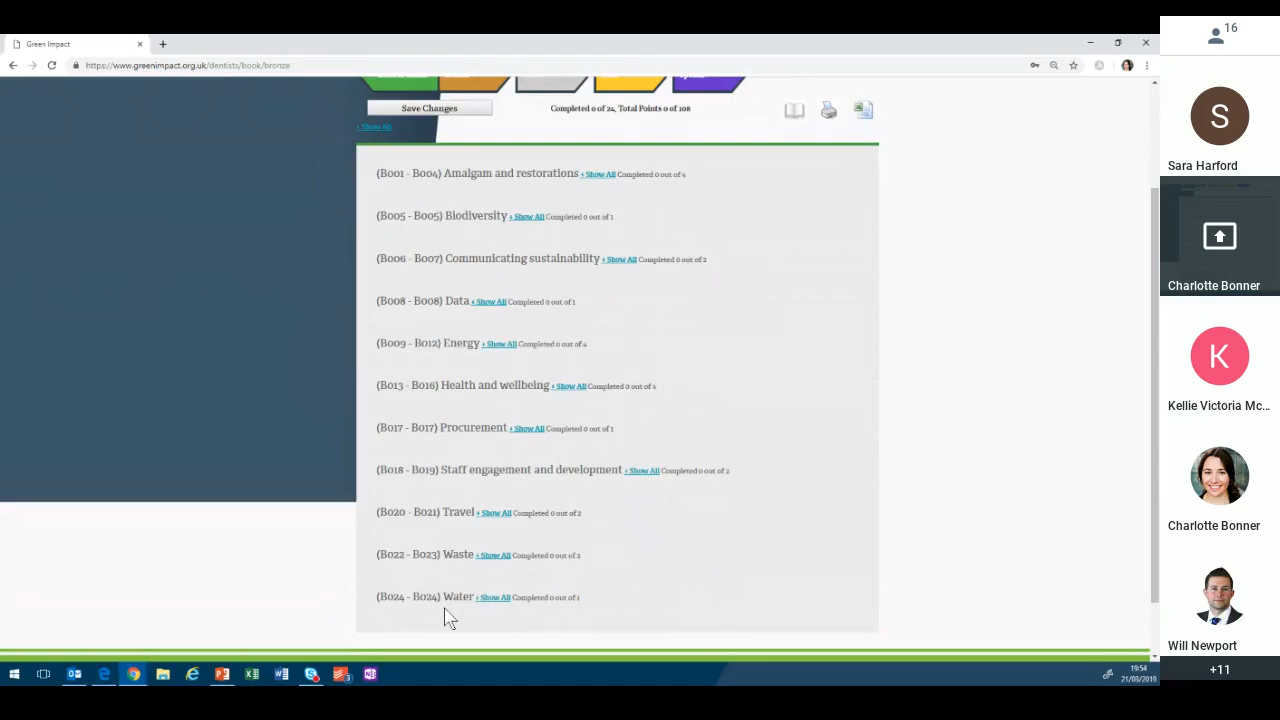 Green Impact
https://www.greenimpact.org.uk/dentists/book/bronze
Save Changes
Completed 0 of 24, Total Points 0 of 108
+ Show All
(B001 - B004) Amalgam and restorations + Show All Completed 0 out of 4
(B005 - B005) Biodiversity + Show All Completed 0 out of 1
(B006 - B007) Communicating sustainability + Show All Completed 0 out of 2
(B008 - B008) Data + Show All Completed 0 out of 1
(B009 - B012) Energy + Show All Completed 0 out of 4
(B013 - B016) Health and wellbeing + Show All Completed 0 out of 4
(B017 - B017) Procurement + Show All Completed 0 out of 1
(B018 - B019) Staff engagement and development + Show All Completed 0 out of 2
(B020 - B021) Travel + Show All Completed 0 out of 2
(B022 - B023) Waste + Show All Completed 0 out of 2
(B024 - B024) Water + Show All Completed 0 out of 1
19:54
21/03/2019
16
S
Sara Harford
Charlotte Bonner
K
Kellie Victoria Mc...
Charlotte Bonner
Will Newport
+11